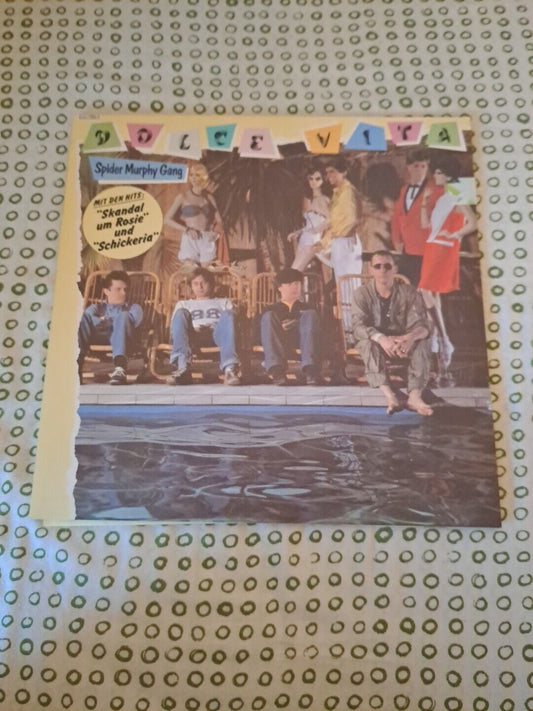 DOLCE VITA
Spider Murphy Gang
MIT DEN HITS:
"Skandal
um Rosie"
und
"Schickeria"